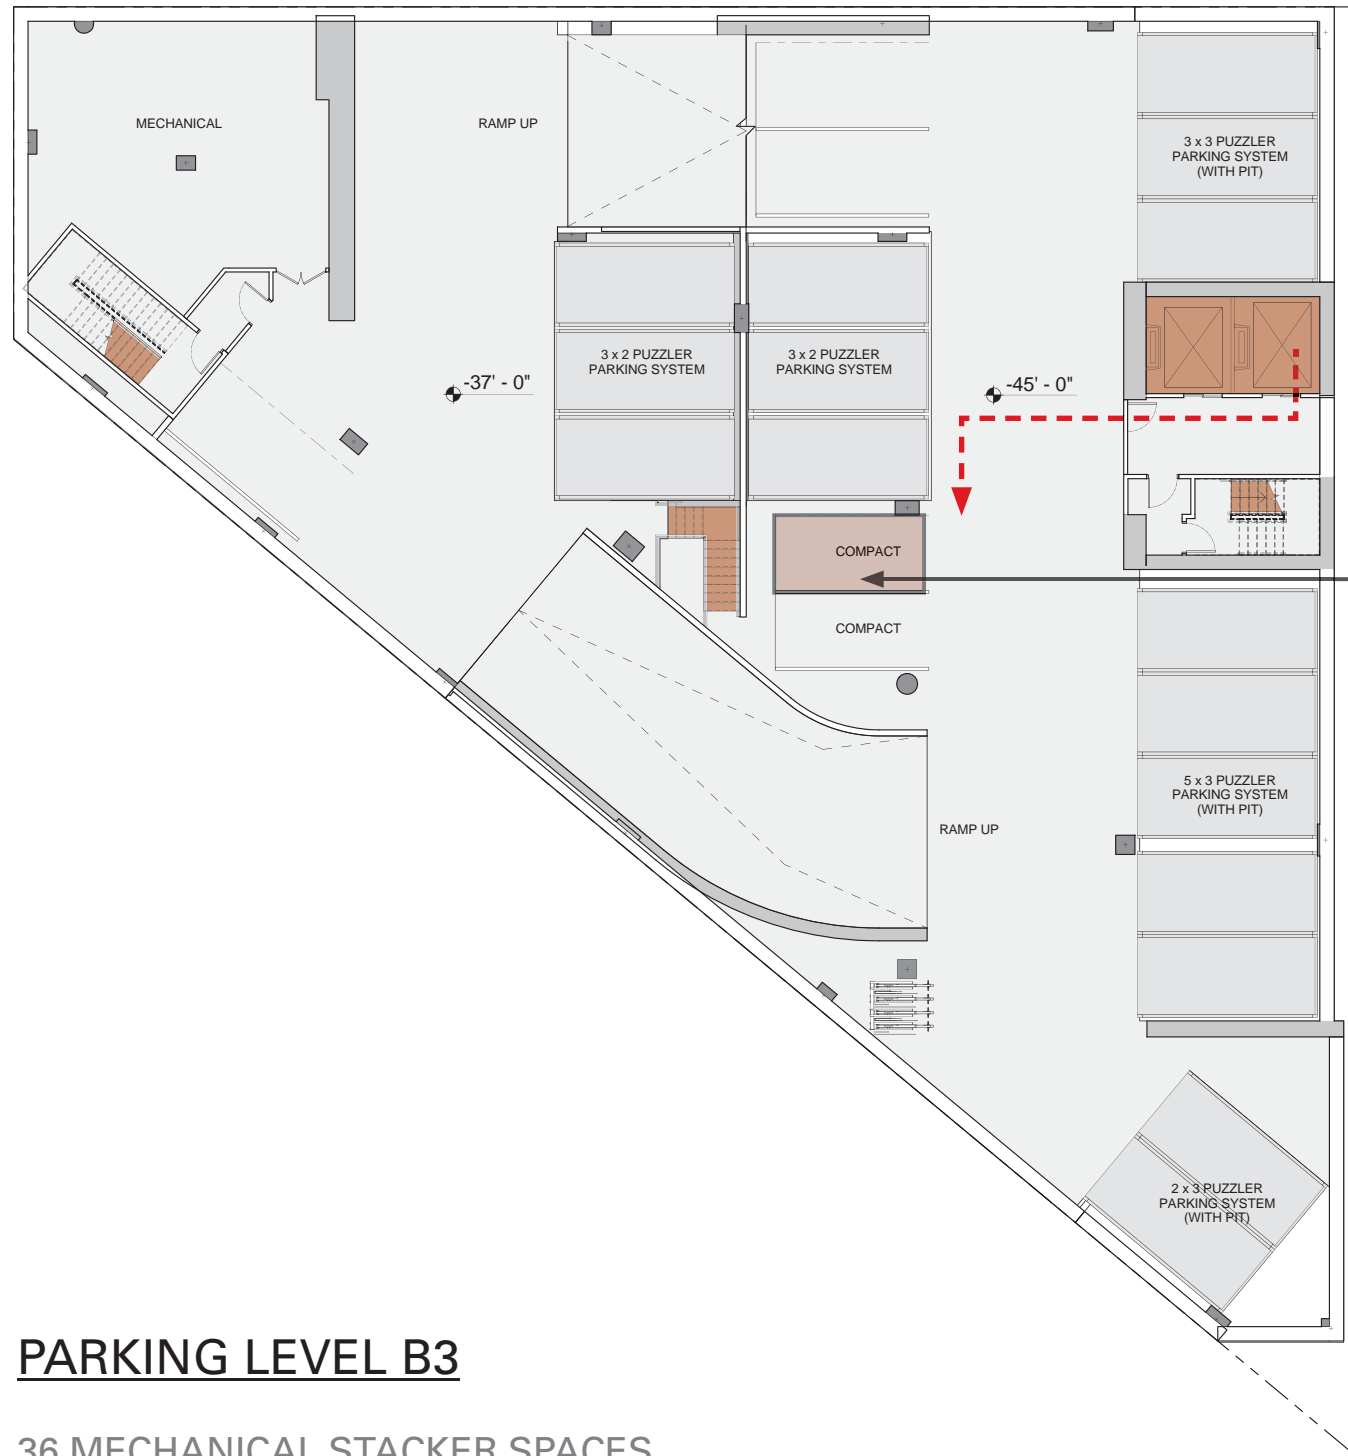 MECHANICAL
RAMP UP
3 x 3 PUZZLER
PARKING SYSTEM
(WITH PIT)
3 x 2 PUZZLER
PARKING SYSTEM
3 x 2 PUZZLER
PARKING SYSTEM
-37' - 0"
-45' - 0"
COMPACT
COMPACT
5 x 3 PUZZLER
PARKING SYSTEM
(WITH PIT)
RAMP UP
2 x 3 PUZZLER
PARKING SYSTEM
(WITH PIT)
PARKING LEVEL B3
36 MECHANICAL STACKER SPACES